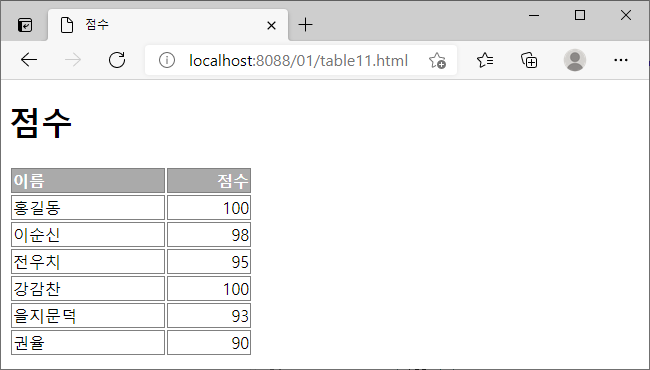 점수
localhost:8088/01/table11.html
점수
이름 점수
홍길동 100
이순신 98
전우치 95
강감찬 100
을지문덕 93
권율 90